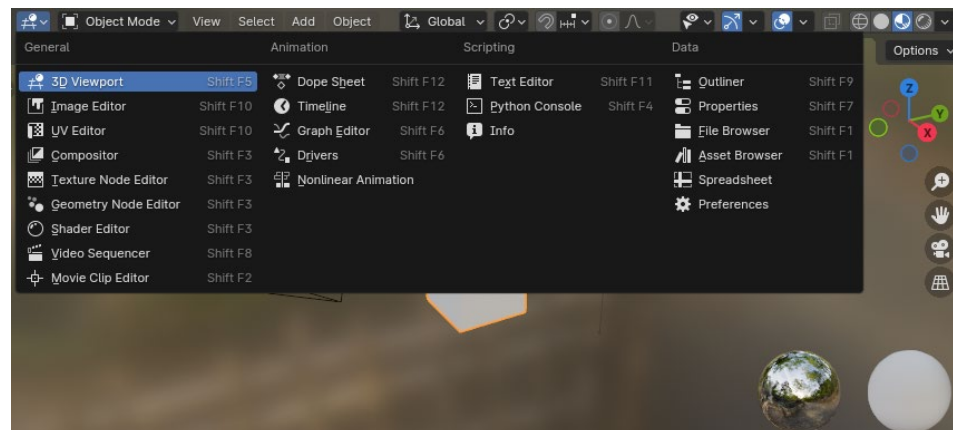 Object Mode View Select Add Object Global
Options
General
3D Viewport Shift F5
Image Editor Shift F10
UV Editor Shift F10
Compositor Shift F3
Texture Node Editor Shift F3
Geometry Node Editor Shift F3
Shader Editor Shift F3
Video Sequencer Shift F8
Movie Clip Editor Shift F2
Animation
Dope Sheet Shift F12
Timeline Shift F12
Graph Editor Shift F6
Drivers Shift F6
Nonlinear Animation
Scripting
Text Editor Shift F11
Python Console Shift F4
Info
Data
Outliner Shift F9
Properties Shift F7
File Browser Shift F1
Asset Browser Shift F1
Spreadsheet
Preferences
Z
Y
X